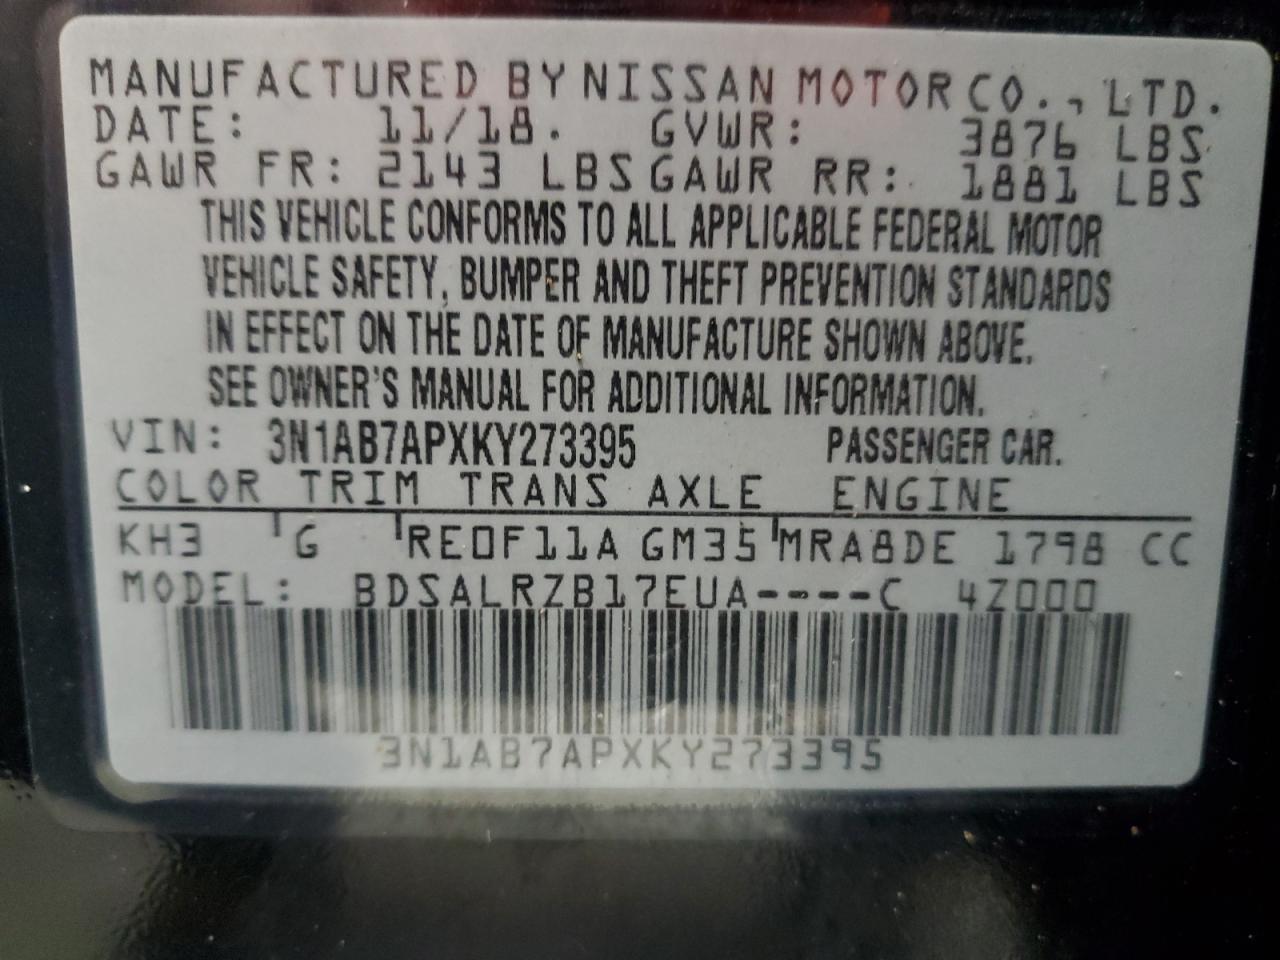 MANUFACTURED BY NISSAN MOTOR CO., LTD.
DATE: 11/18. GVWR: 3876 LBS
GAWR FR: 2143 LBS GAWR RR: 1881 LBS
THIS VEHICLE CONFORMS TO ALL APPLICABLE FEDERAL MOTOR
VEHICLE SAFETY, BUMPER AND THEFT PREVENTION STANDARDS
IN EFFECT ON THE DATE OF MANUFACTURE SHOWN ABOVE.
SEE OWNER'S MANUAL FOR ADDITIONAL INFORMATION.
VIN: 3N1AB7APXKY273395 PASSENGER CAR.
COLOR TRIM TRANS AXLE ENGINE
KH3 G RE0F11A GM35 MRA8DE 1798 CC
MODEL: BDSALRZB17EUA----C 4Z000
3N1AB7APXKY273395